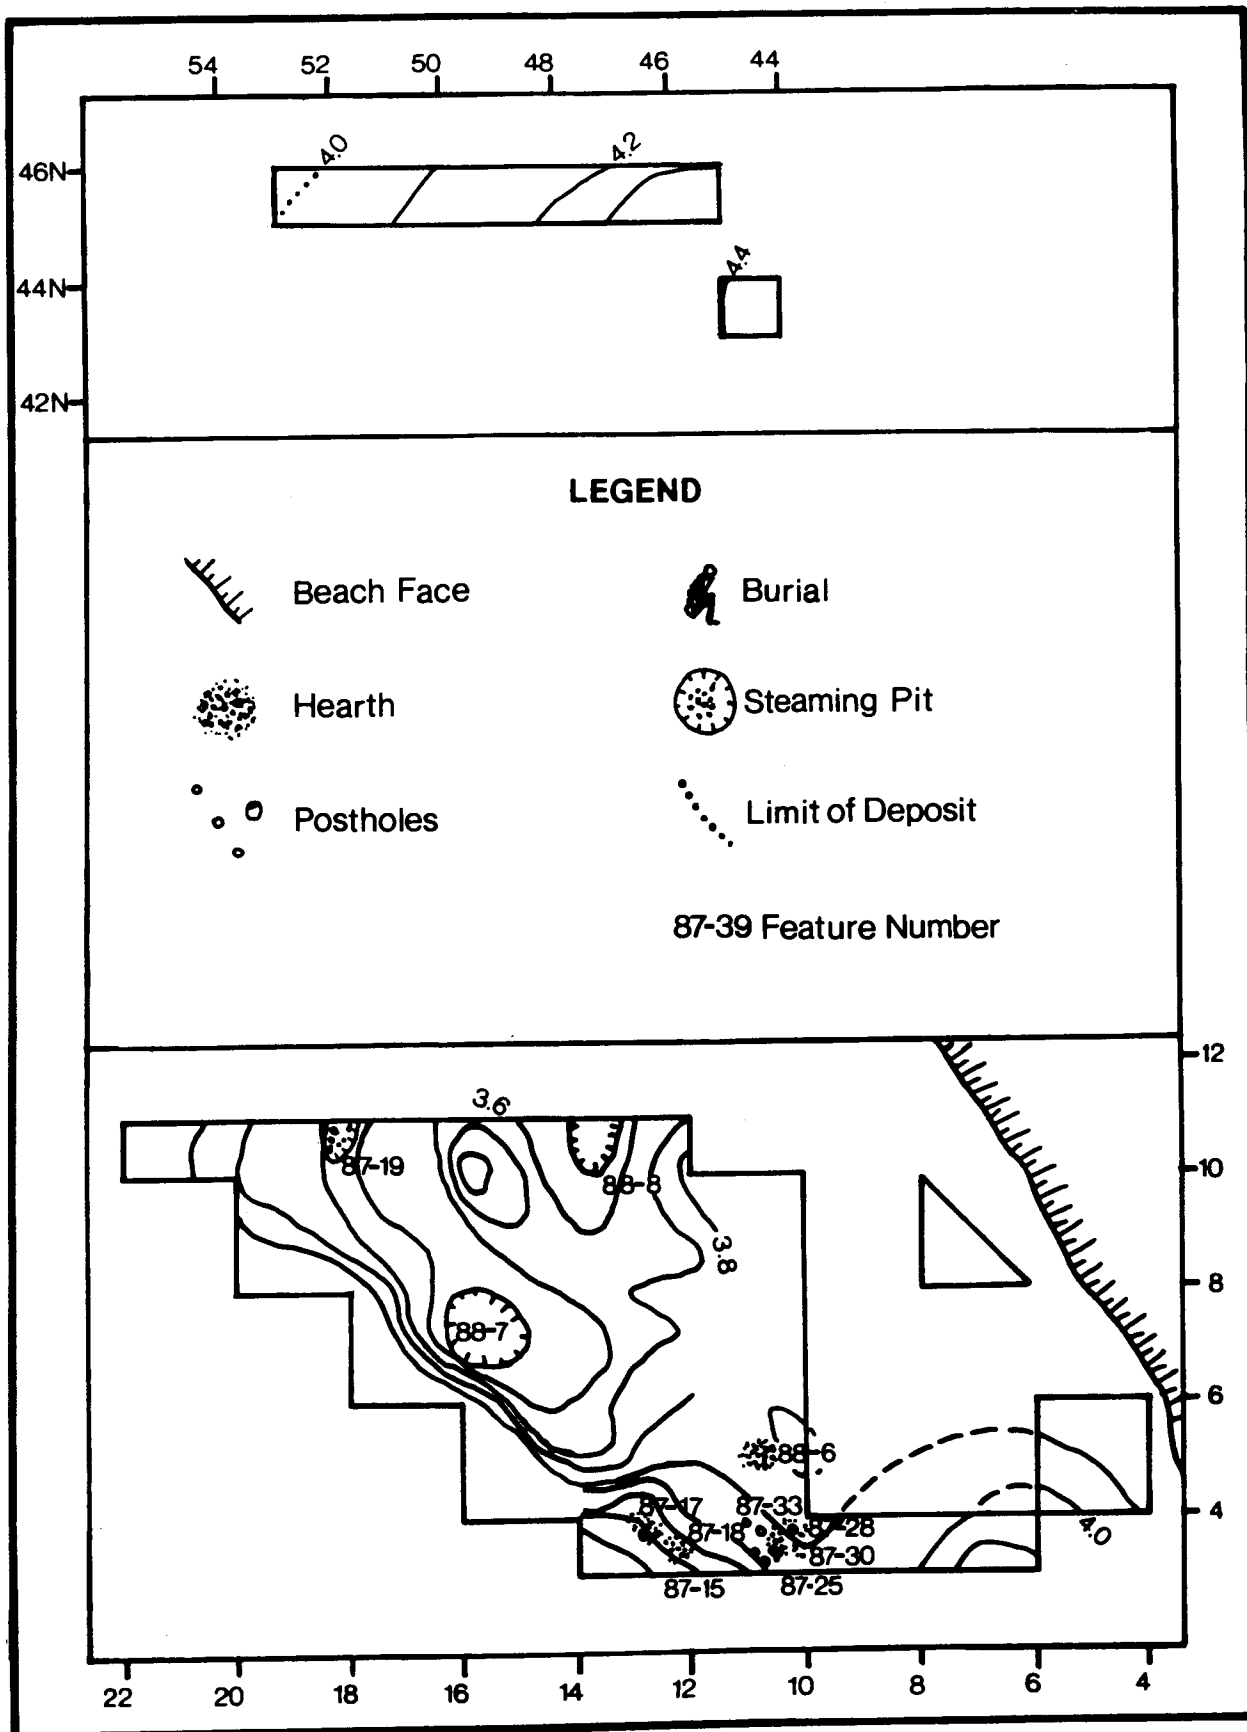 54 52 50 48 46 44
4.0 4.2
46N
4.4
44N
42N
LEGEND
Beach Face
Burial
Hearth
Steaming Pit
Postholes
Limit of Deposit
87-39 Feature Number
12
3.6
87-19
10
88-8
3.8
8
88-7
6
88-6
87-17 87-33
4
87-18 87-28
4.0
87-30
87-15 87-25
22 20 18 16 14 12 10 8 6 4